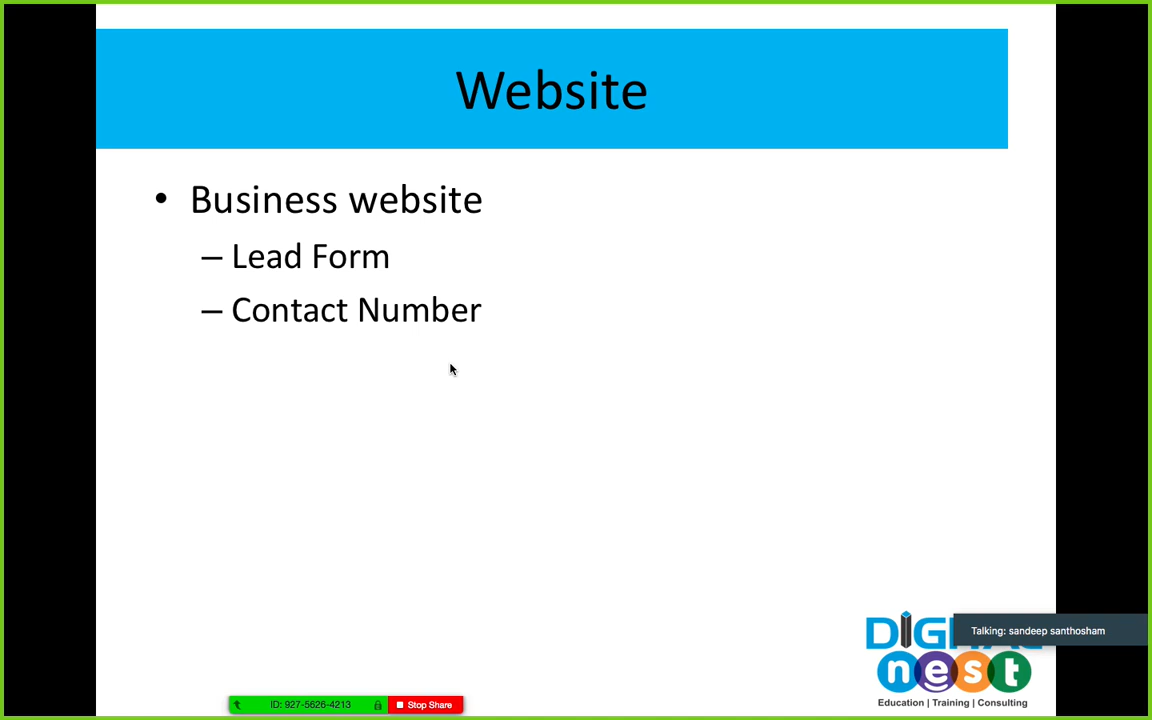 Website
• Business website
– Lead Form
– Contact Number
Talking: sandeep santhosham
nest
Education | Training | Consulting
ID: 927-5626-4213
Stop Share